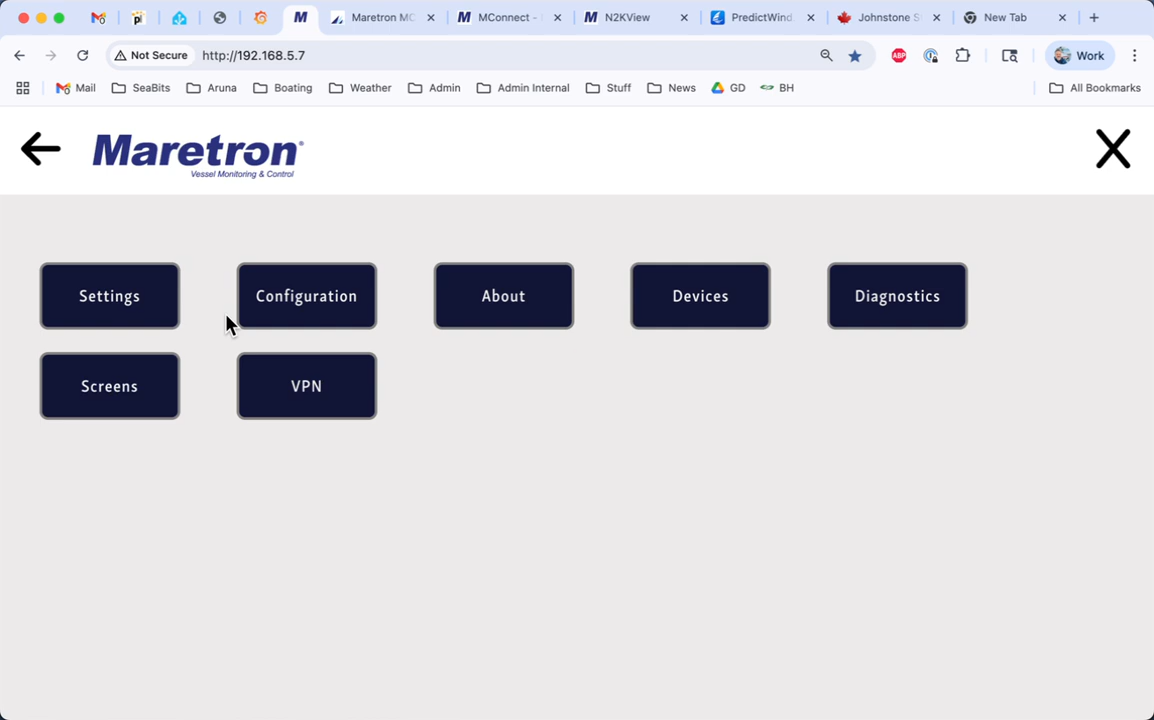 Maretron MC
MConnect -
N2KView
PredictWind
Johnstone S
New Tab
Not Secure
http://192.168.5.7
ABP
Work
Mail
SeaBits
Aruna
Boating
Weather
Admin
Admin Internal
Stuff
News
GD
BH
All Bookmarks
Maretron®
Vessel Monitoring & Control
Settings
Configuration
About
Devices
Diagnostics
Screens
VPN